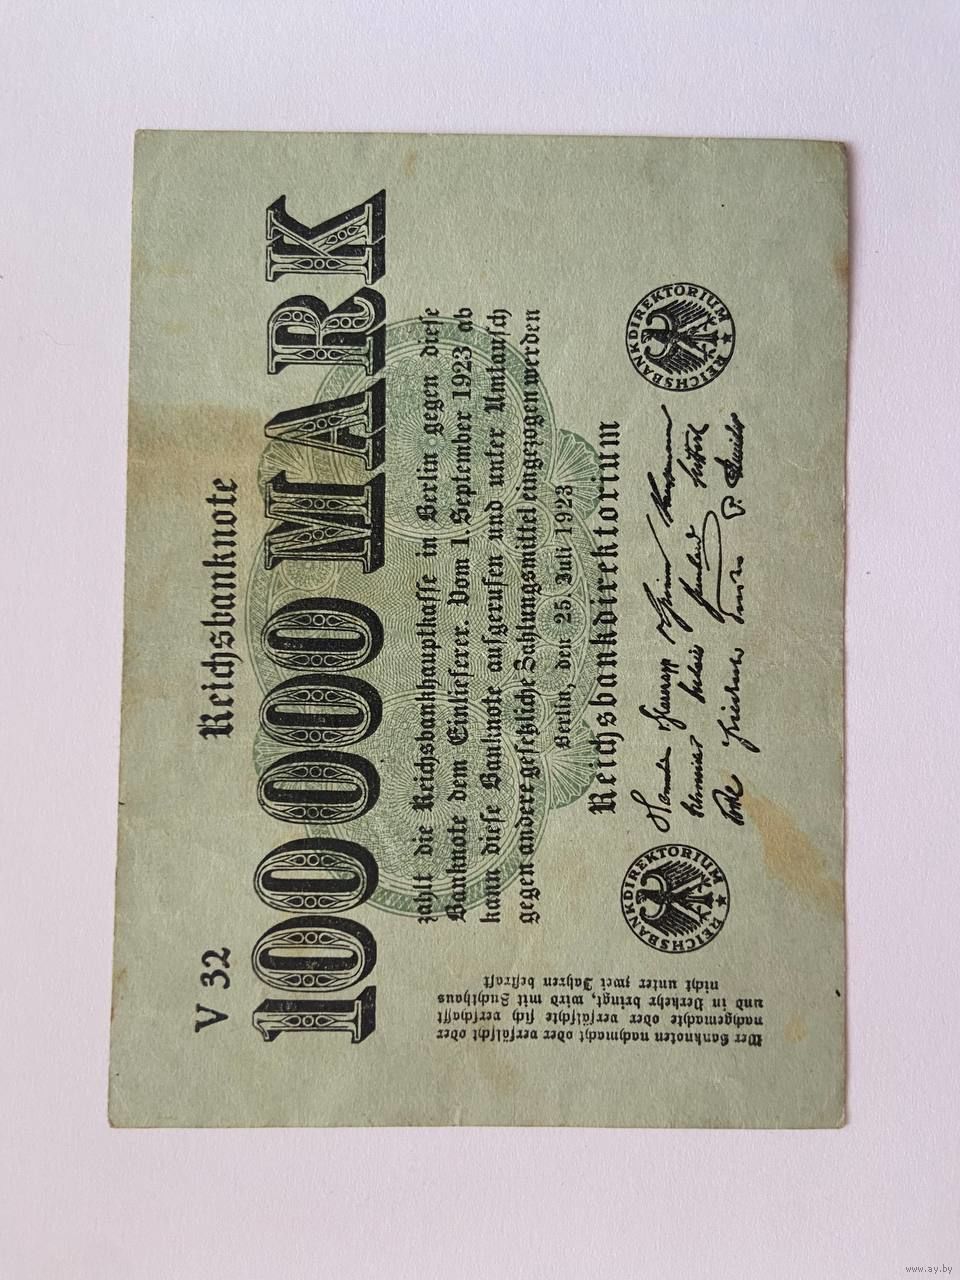 V 32
Reichsbanknote
100000 MARK
zahlt die Reichsbankhauptkasse in Berlin gegen diese
Banknote dem Einlieferer. Vom 1. September 1923 ab
kann diese Banknote aufgerufen und unter Umtausch
gegen andere gesetzliche Zahlungsmittel eingezogen werden
Berlin, den 25. Juli 1923
Reichsbankdirektorium
REICHSBANKDIREKTORIUM
REICHSBANKDIREKTORIUM
Wer Banknoten nachmacht oder verfälscht oder
nachgemachte oder verfälschte sich verschafft
und in Verkehr bringt, wird mit Zuchthaus
nicht unter zwei Jahren bestraft
www.ay.by